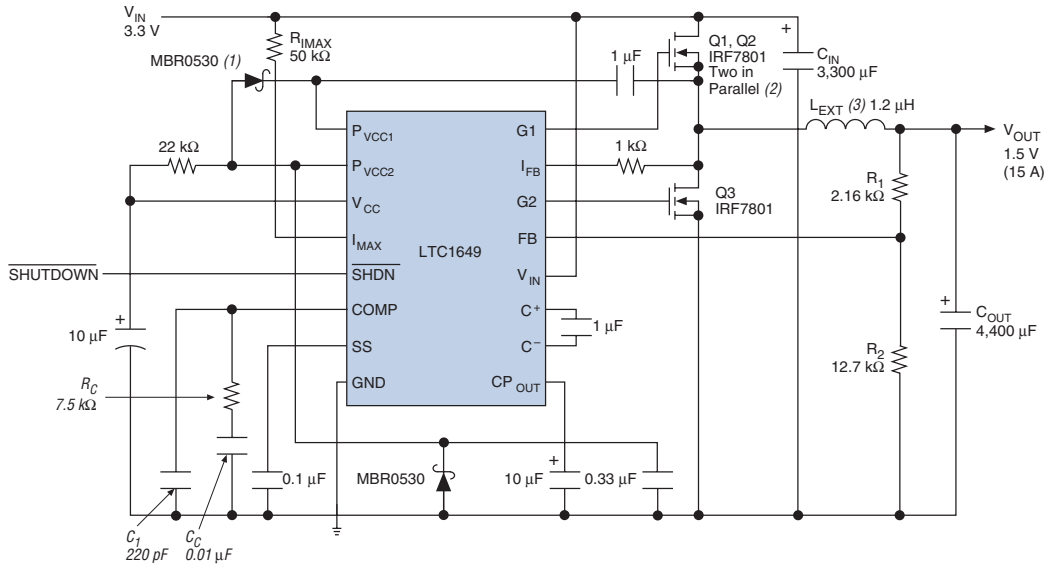 V_IN
3.3 V
R_IMAX
50 kΩ
MBR0530 (1)
1 µF
Q1, Q2
IRF7801
Two in
Parallel (2)
+
C_IN
3,300 µF
L_EXT (3) 1.2 µH
V_OUT
1.5 V
(15 A)
22 kΩ
P_VCC1
P_VCC2
V_CC
I_MAX
SHDN
COMP
SS
GND
LTC1649
G1
I_FB
G2
FB
V_IN
C+
C−
CP_OUT
1 kΩ
Q3
IRF7801
R_1
2.16 kΩ
SHUTDOWN
+
10 µF
1 µF
+
C_OUT
4,400 µF
R_2
12.7 kΩ
R_C
7.5 kΩ
0.1 µF
MBR0530
+
10 µF
0.33 µF
C_1
220 pF
C_C
0.01 µF